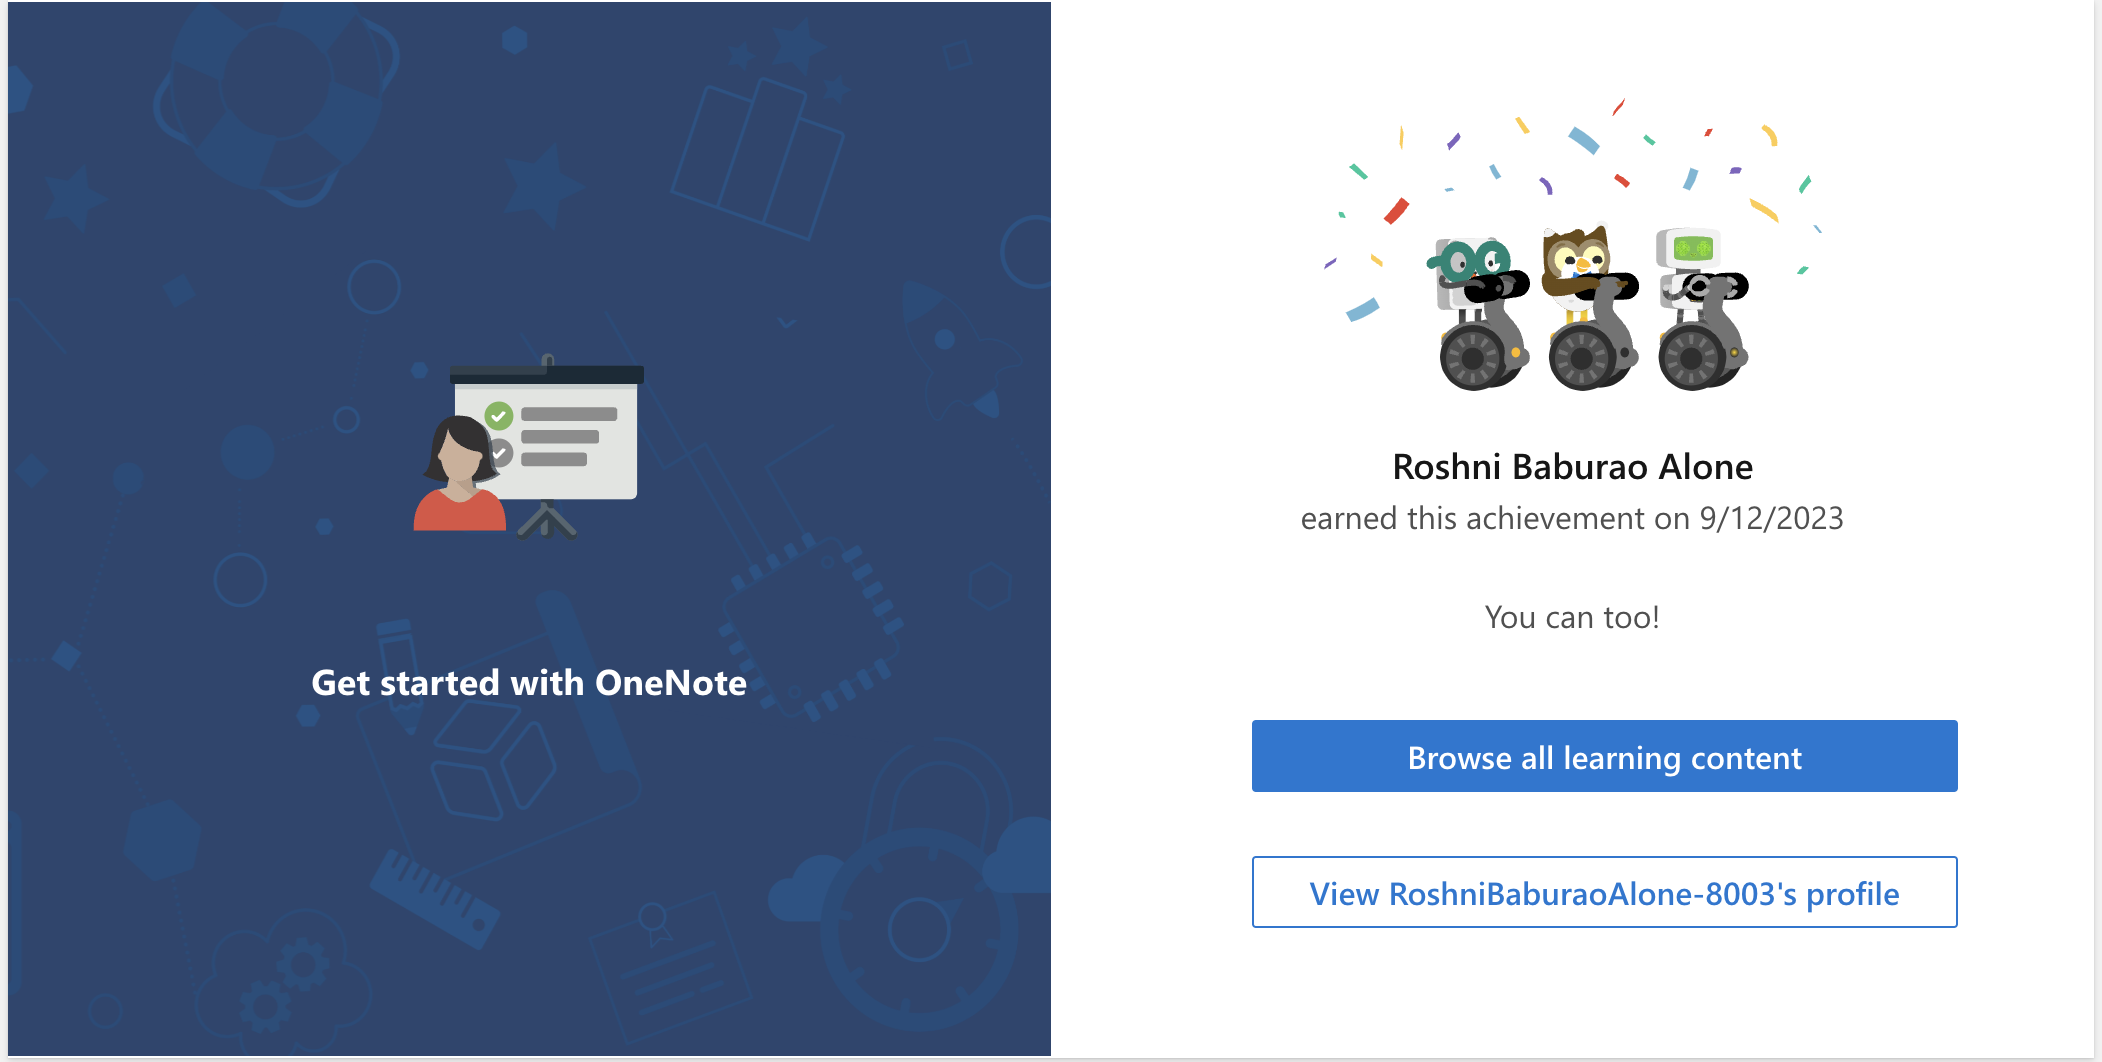 Get started with OneNote
Roshni Baburao Alone
earned this achievement on 9/12/2023
You can too!
Browse all learning content
View RoshniBaburaoAlone-8003's profile